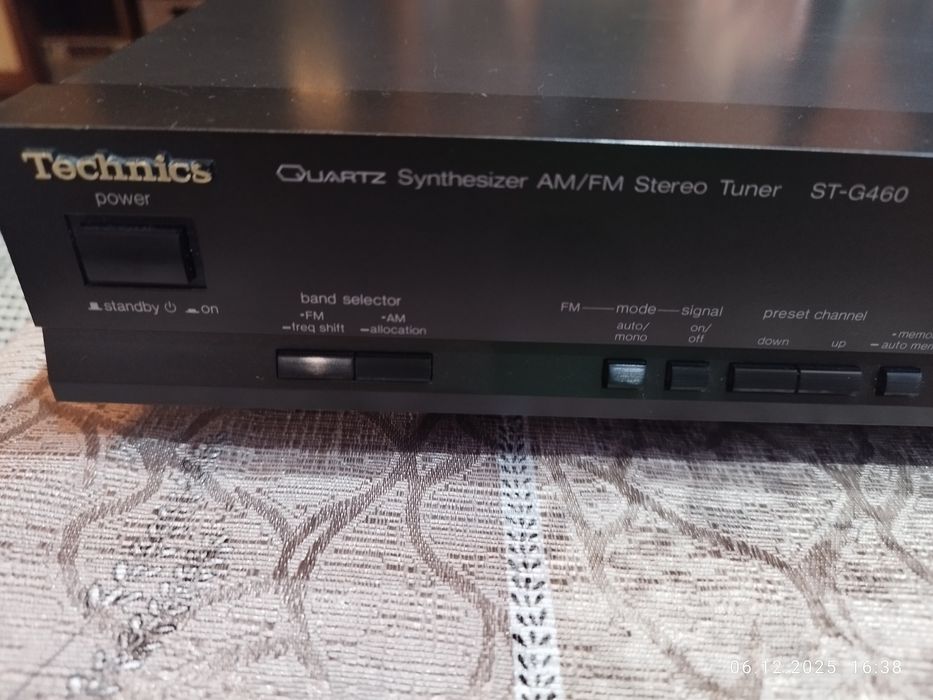 Technics
QUARTZ Synthesizer AM/FM Stereo Tuner ST-G460
power
standby on
band selector
•FM •AM
–freq shift –allocation
FM mode signal
auto/ on/
mono off
preset channel
down up
– auto
06.12.2025 16:38